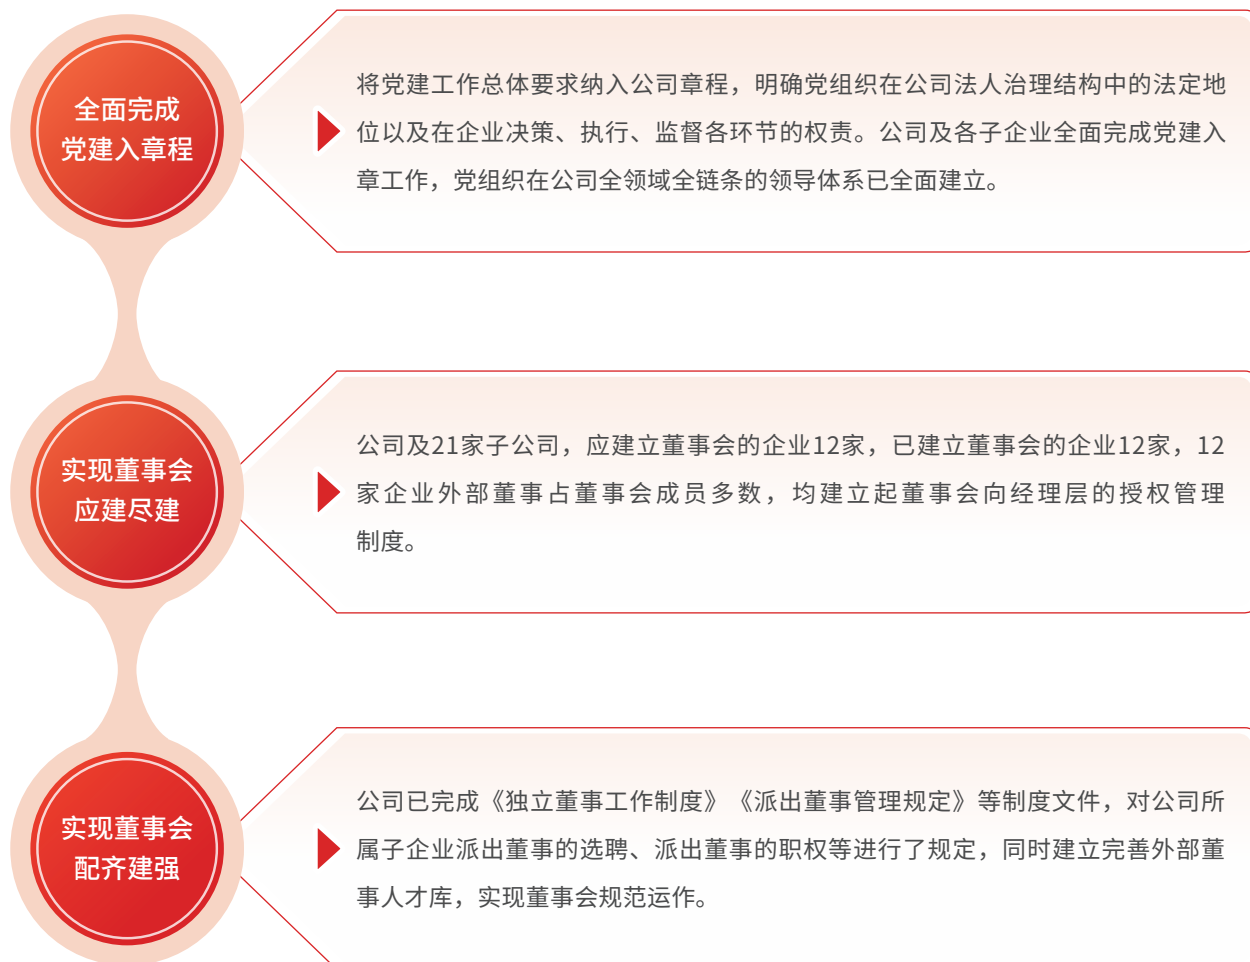 全面完成
党建入章程
将党建工作总体要求纳入公司章程，明确党组织在公司法人治理结构中的法定地
位以及在企业决策、执行、监督各环节的权责。公司及各子企业全面完成党建入
章工作，党组织在公司全领域全链条的领导体系已全面建立。
实现董事会
应建尽建
公司及21家子公司，应建立董事会的企业12家，已建立董事会的企业12家，12
家企业外部董事占董事会成员多数，均建立起董事会向经理层的授权管理
制度。
实现董事会
配齐建强
公司已完成《独立董事工作制度》《派出董事管理规定》等制度文件，对公司所
属子企业派出董事的选聘、派出董事的职权等进行了规定，同时建立完善外部董
事人才库，实现董事会规范运作。